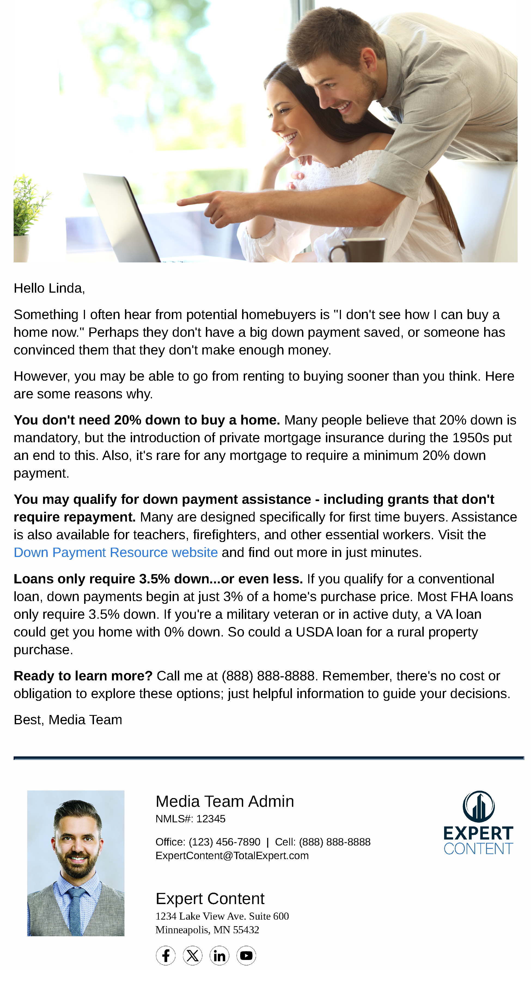 Hello Linda,
Something I often hear from potential homebuyers is "I don't see how I can buy a
home now." Perhaps they don't have a big down payment saved, or someone has
convinced them that they don't make enough money.
However, you may be able to go from renting to buying sooner than you think. Here
are some reasons why.
You don't need 20% down to buy a home. Many people believe that 20% down is
mandatory, but the introduction of private mortgage insurance during the 1950s put
an end to this. Also, it's rare for any mortgage to require a minimum 20% down
payment.
You may qualify for down payment assistance - including grants that don't
require repayment. Many are designed specifically for first time buyers. Assistance
is also available for teachers, firefighters, and other essential workers. Visit the
Down Payment Resource website and find out more in just minutes.
Loans only require 3.5% down...or even less. If you qualify for a conventional
loan, down payments begin at just 3% of a home's purchase price. Most FHA loans
only require 3.5% down. If you're a military veteran or in active duty, a VA loan
could get you home with 0% down. So could a USDA loan for a rural property
purchase.
Ready to learn more? Call me at (888) 888-8888. Remember, there's no cost or
obligation to explore these options; just helpful information to guide your decisions.
Best, Media Team
Media Team Admin
NMLS#: 12345
Office: (123) 456-7890 | Cell: (888) 888-8888
ExpertContent@TotalExpert.com
EXPERT
CONTENT
Expert Content
1234 Lake View Ave. Suite 600
Minneapolis, MN 55432